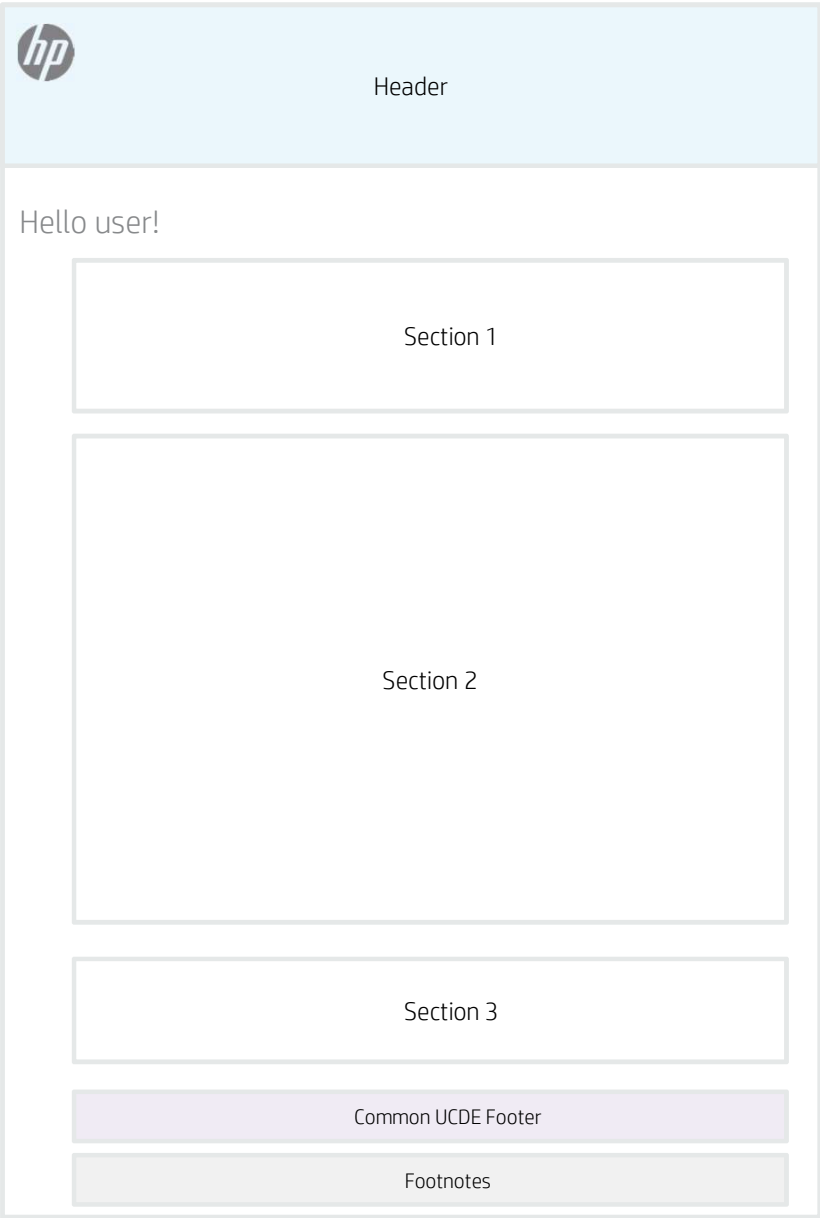 hp
Header
Hello user!
Section 1
Section 2
Section 3
Common UCDE Footer
Footnotes